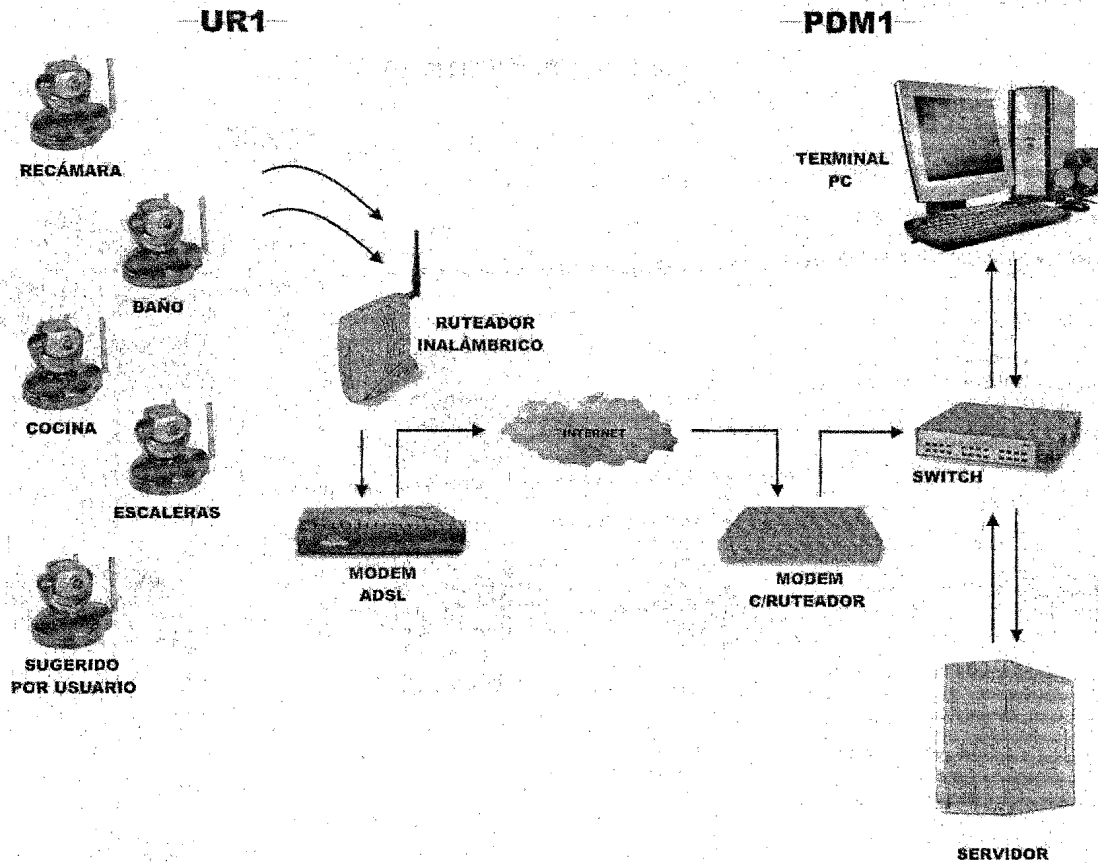 UR1
PDM1
RECÁMARA
TERMINAL
PC
BAÑO
RUTEADOR
INALÁMBRICO
COCINA
INTERNET
SWITCH
ESCALERAS
MODEM
ADSL
MODEM
C/RUTEADOR
SUGERIDO
POR USUARIO
SERVIDOR